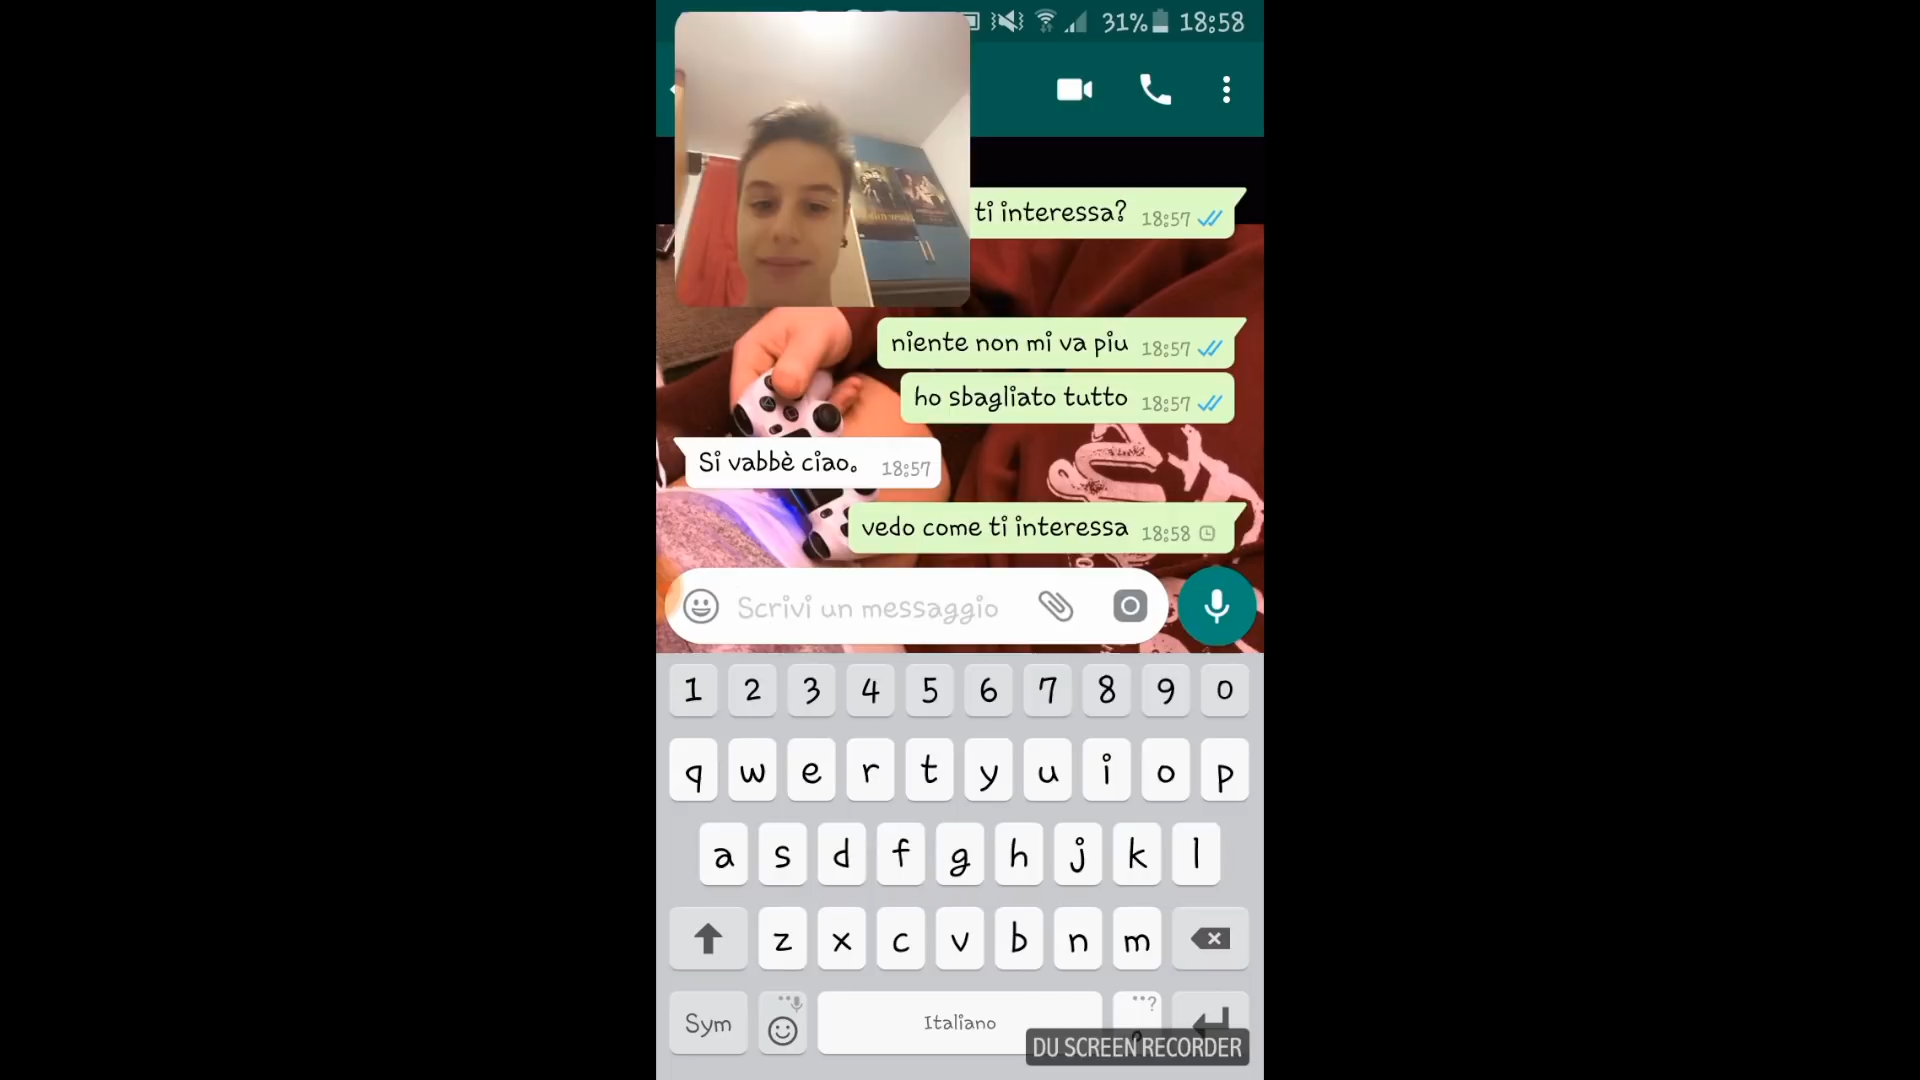 31% 18:58
ti interessa? 18:57
niente non mi va piu 18:57
ho sbagliato tutto 18:57
Si vabbè ciao. 18:57
vedo come ti interessa 18:58
Scrivi un messaggio
1 2 3 4 5 6 7 8 9 0
q w e r t y u i o p
a s d f g h j k l
z x c v b n m
Sym Italiano
DU SCREEN RECORDER